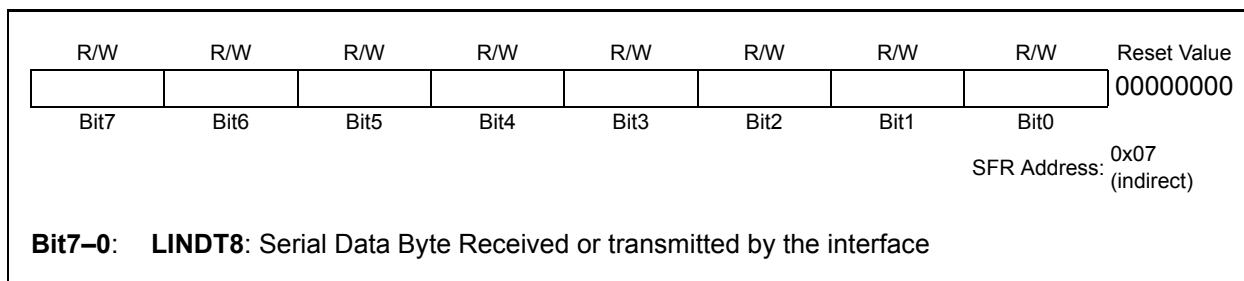 R/W R/W R/W R/W R/W R/W R/W R/W Reset Value
00000000
Bit7 Bit6 Bit5 Bit4 Bit3 Bit2 Bit1 Bit0
SFR Address: 0x07
(indirect)
Bit7–0: LINDT8: Serial Data Byte Received or transmitted by the interface